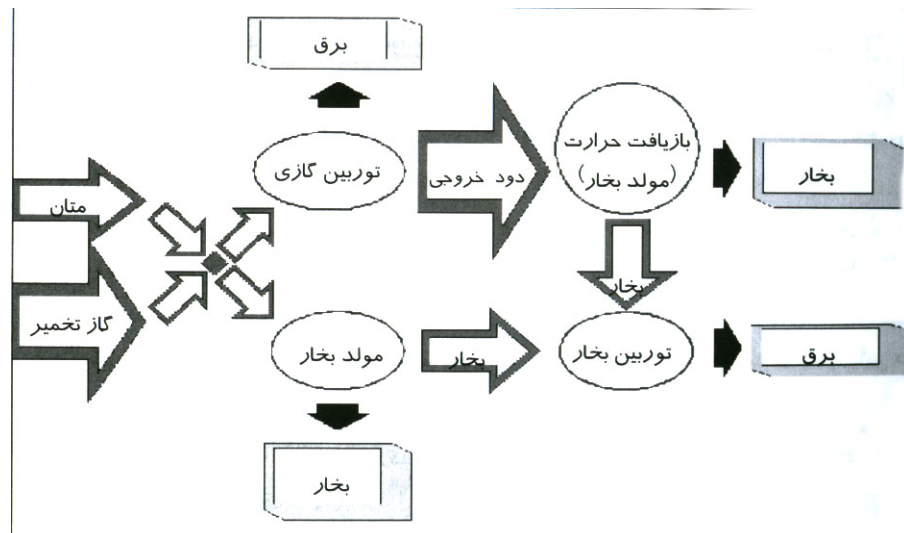 برق
بازیافت حرارت
(مولد بخار)
توربین گازی
دود خروجی
بخار
متان
بخار
گاز تخمیر
مولد بخار
بخار
توربین بخار
برق
بخار